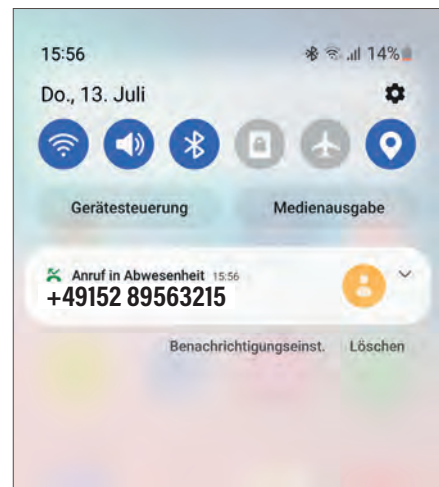 15:56
14%
Do., 13. Juli
Gerätesteuerung Medienausgabe
Anruf in Abwesenheit 15:56
+49152 89563215
Benachrichtigungseinst. Löschen